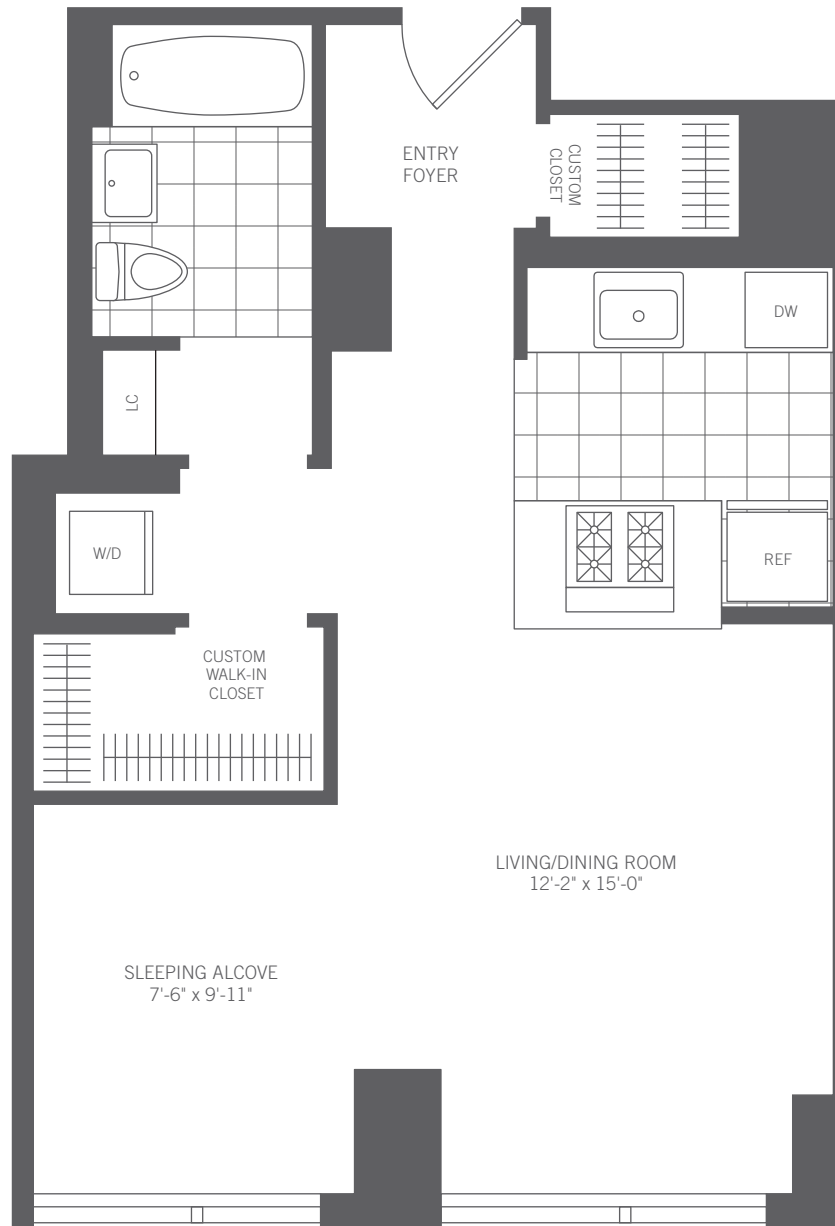 ENTRY
FOYER
CUSTOM
CLOSET
DW
LC
W/D
REF
CUSTOM
WALK-IN
CLOSET
LIVING/DINING ROOM
12'-2" x 15'-0"
SLEEPING ALCOVE
7'-6" x 9'-11"